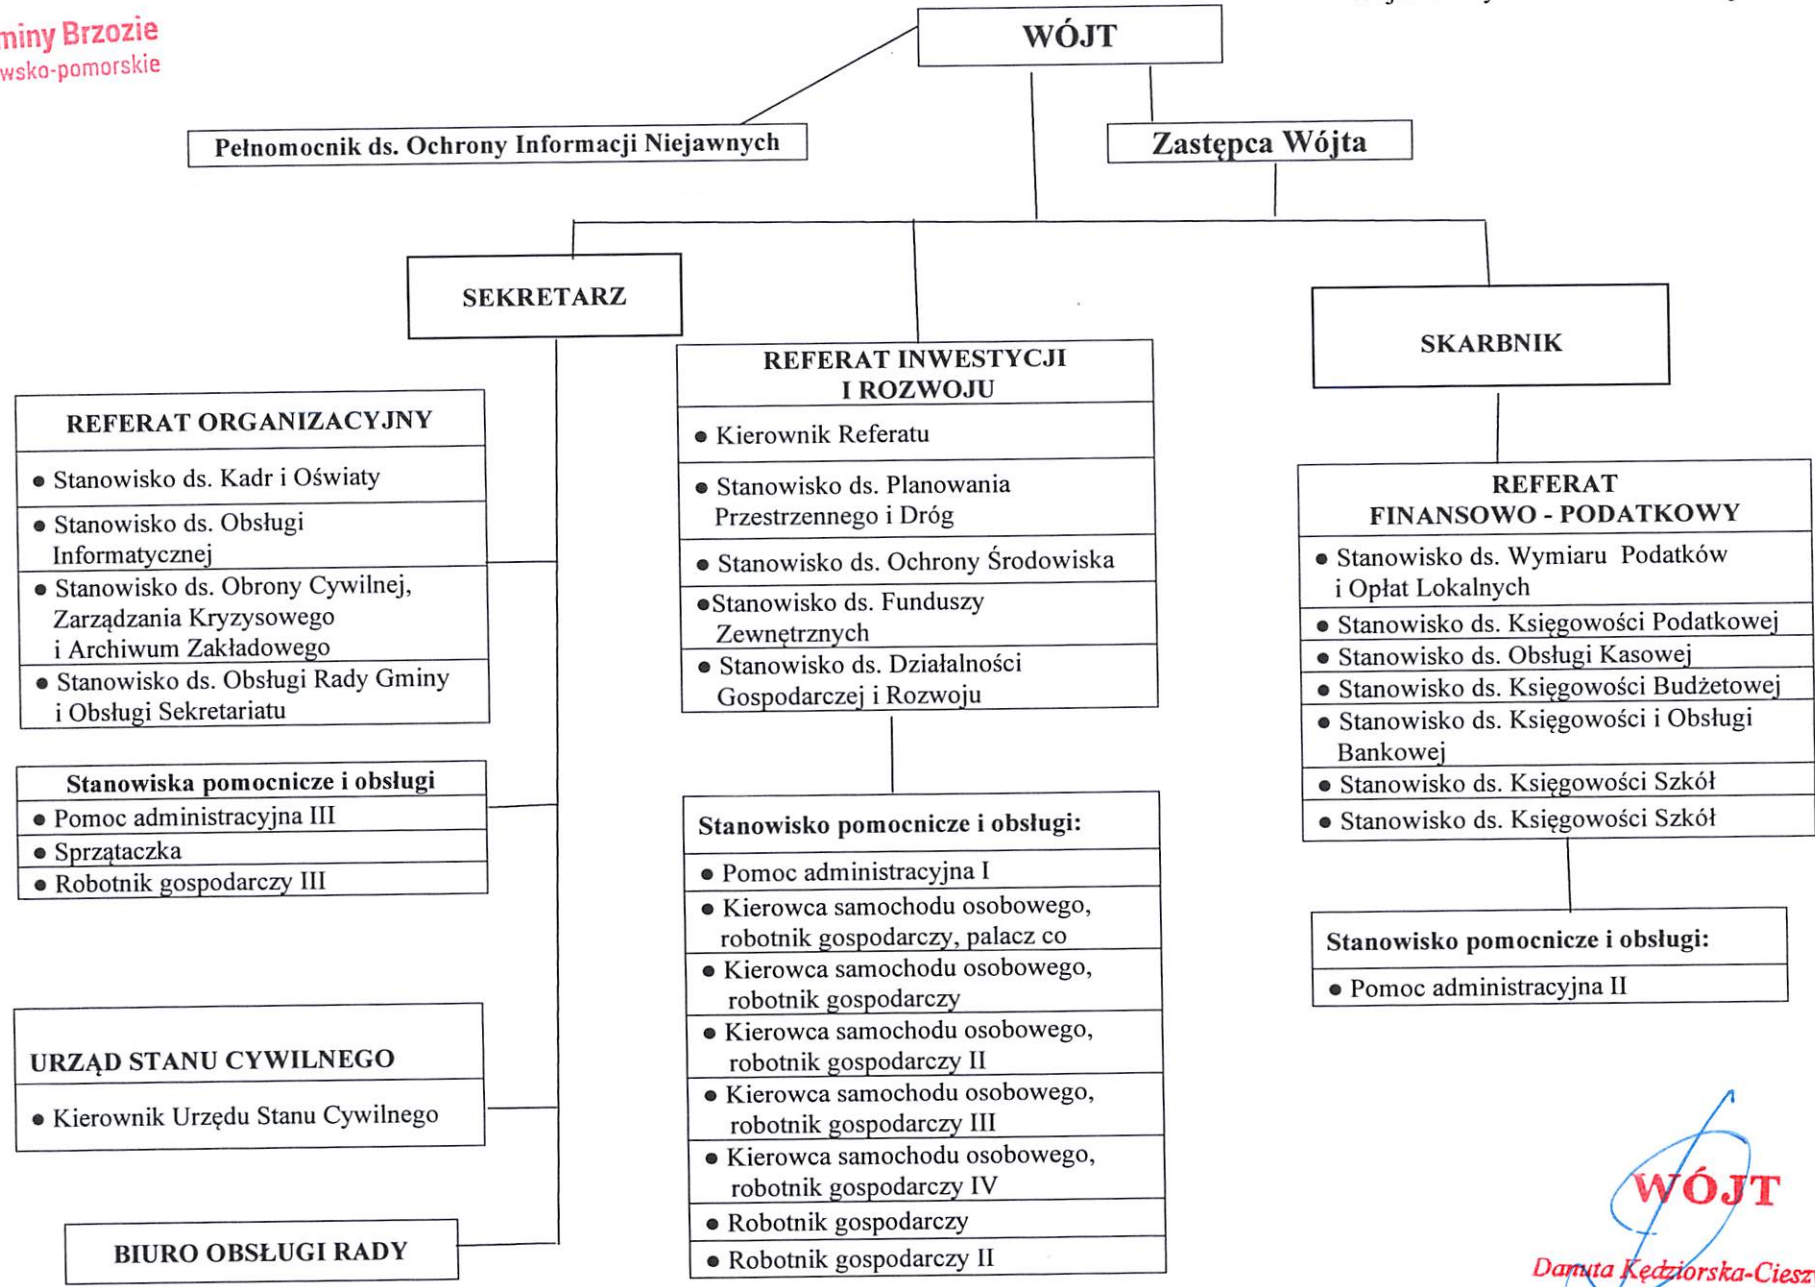 miny Brzozie
wsko-pomorskie
WÓJT
Pełnomocnik ds. Ochrony Informacji Niejawnych
Zastępca Wójta
SEKRETARZ
REFERAT ORGANIZACYJNY
● Stanowisko ds. Kadr i Oświaty
● Stanowisko ds. Obsługi
Informatycznej
● Stanowisko ds. Obrony Cywilnej,
Zarządzania Kryzysowego
i Archiwum Zakładowego
● Stanowisko ds. Obsługi Rady Gminy
i Obsługi Sekretariatu
Stanowiska pomocnicze i obsługi
● Pomoc administracyjna III
● Sprzątaczka
● Robotnik gospodarczy III
URZĄD STANU CYWILNEGO
● Kierownik Urzędu Stanu Cywilnego
BIURO OBSŁUGI RADY
REFERAT INWESTYCJI
I ROZWOJU
● Kierownik Referatu
● Stanowisko ds. Planowania
Przestrzennego i Dróg
● Stanowisko ds. Ochrony Środowiska
●Stanowisko ds. Funduszy
Zewnętrznych
● Stanowisko ds. Działalności
Gospodarczej i Rozwoju
Stanowisko pomocnicze i obsługi:
● Pomoc administracyjna I
● Kierowca samochodu osobowego,
robotnik gospodarczy, palacz co
● Kierowca samochodu osobowego,
robotnik gospodarczy
● Kierowca samochodu osobowego,
robotnik gospodarczy II
● Kierowca samochodu osobowego,
robotnik gospodarczy III
● Kierowca samochodu osobowego,
robotnik gospodarczy IV
● Robotnik gospodarczy
● Robotnik gospodarczy II
SKARBNIK
REFERAT
FINANSOWO - PODATKOWY
● Stanowisko ds. Wymiaru Podatków
i Opłat Lokalnych
● Stanowisko ds. Księgowości Podatkowej
● Stanowisko ds. Obsługi Kasowej
● Stanowisko ds. Księgowości Budżetowej
● Stanowisko ds. Księgowości i Obsługi
Bankowej
● Stanowisko ds. Księgowości Szkół
● Stanowisko ds. Księgowości Szkół
Stanowisko pomocnicze i obsługi:
● Pomoc administracyjna II
WÓJT
Danuta Kędziorska-Ciesz